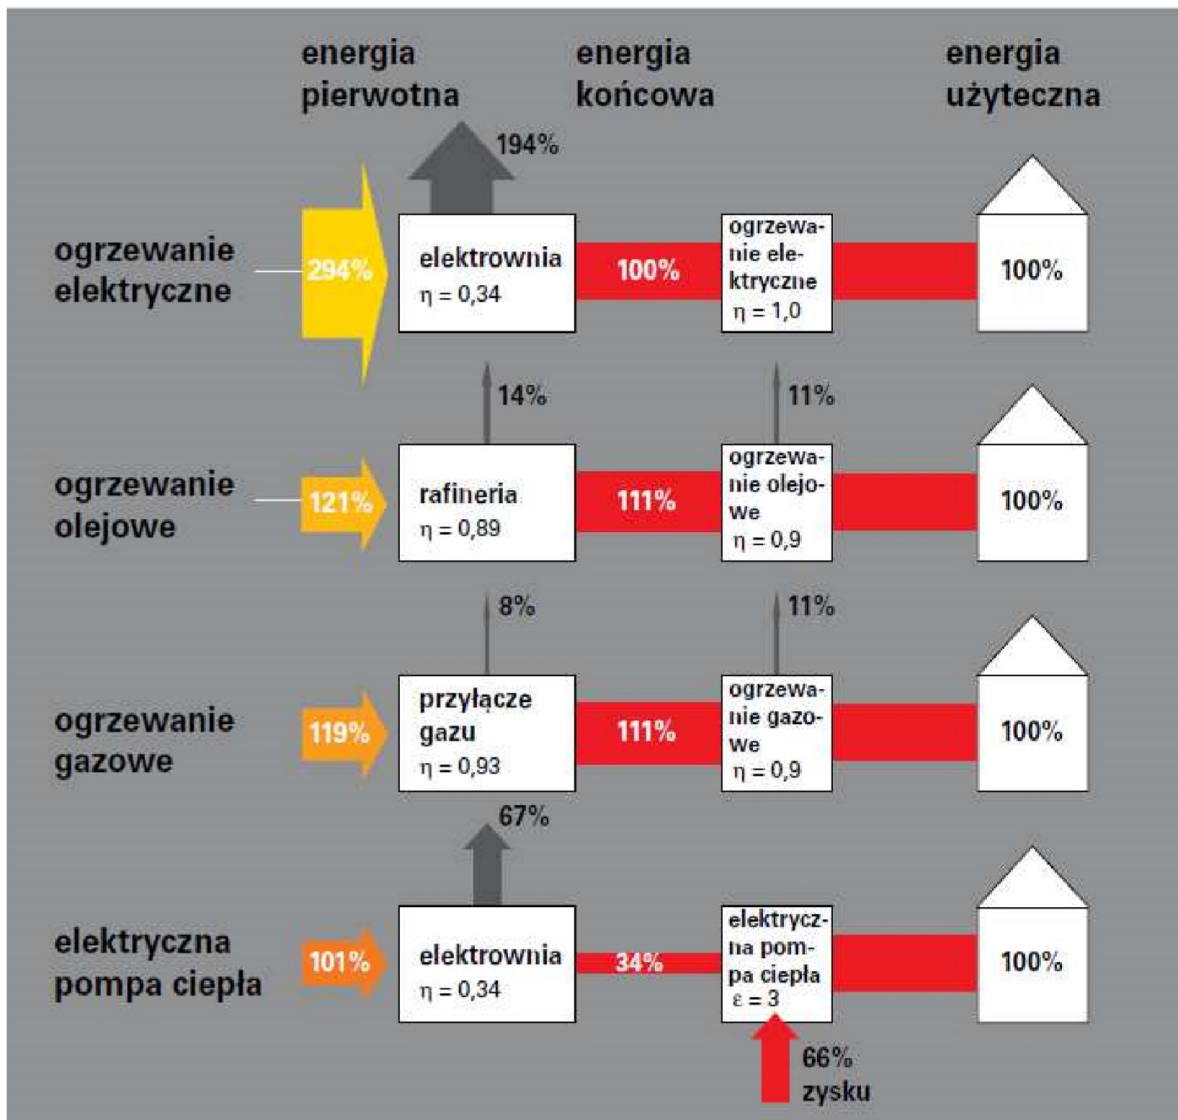 energia
pierwotna
energia
końcowa
energia
użyteczna
194%
ogrzewanie
elektryczne
294%
elektrownia
η = 0,34
100%
ogrzewa-
nie ele-
ktryczne
η = 1,0
100%
14%
11%
ogrzewanie
olejowe
121%
rafineria
η = 0,89
111%
ogrzewa-
nie olejo-
we
η = 0,9
100%
8%
11%
ogrzewanie
gazowe
119%
przyłącze
gazu
η = 0,93
111%
ogrzewa-
nie gazo-
we
η = 0,9
100%
67%
elektryczna
pompa ciepła
101%
elektrownia
η = 0,34
34%
elektrycz-
na pom-
pa ciepła
ε = 3
100%
66%
zysku